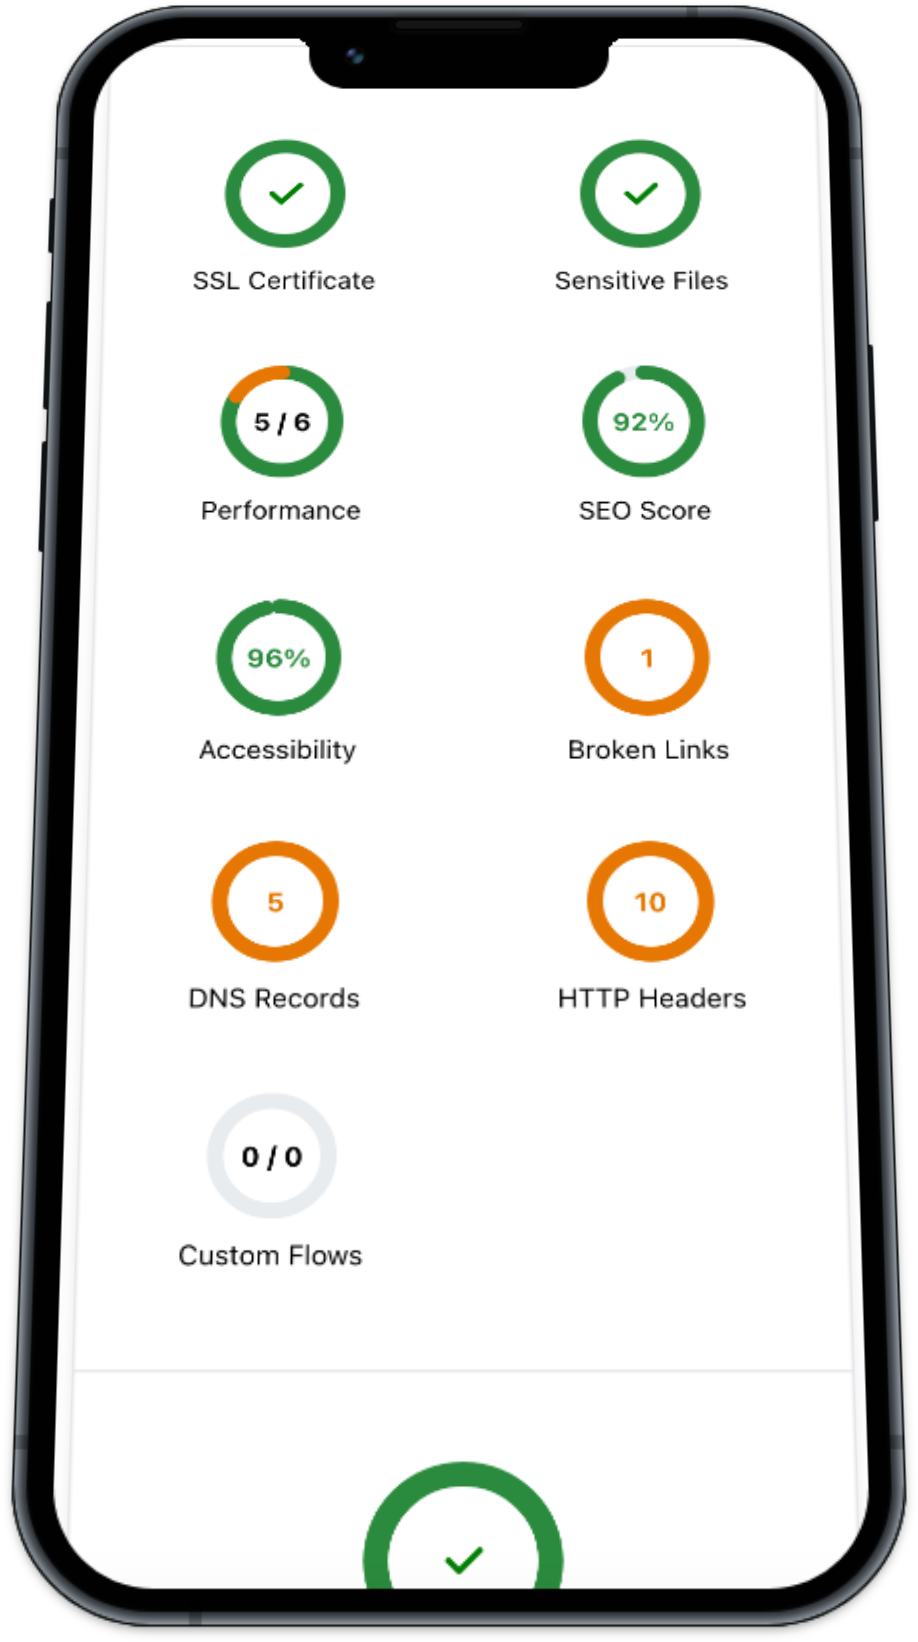 SSL Certificate
Sensitive Files
5 / 6
Performance
92%
SEO Score
96%
Accessibility
1
Broken Links
5
DNS Records
10
HTTP Headers
0 / 0
Custom Flows